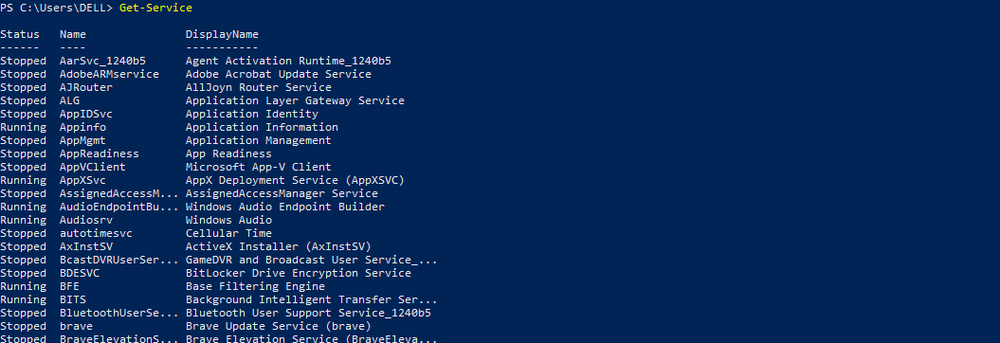 PS C:\Users\DELL> Get-Service
Status Name DisplayName
------ ---- -----------
Stopped AarSvc_1240b5 Agent Activation Runtime_1240b5
Stopped AdobeARMservice Adobe Acrobat Update Service
Stopped AJRouter AllJoyn Router Service
Stopped ALG Application Layer Gateway Service
Stopped AppIDSvc Application Identity
Running Appinfo Application Information
Stopped AppMgmt Application Management
Stopped AppReadiness App Readiness
Stopped AppVClient Microsoft App-V Client
Running AppXSvc AppX Deployment Service (AppXSVC)
Stopped AssignedAccessM... AssignedAccessManager Service
Running AudioEndpointBu... Windows Audio Endpoint Builder
Running Audiosrv Windows Audio
Stopped autotimesvc Cellular Time
Stopped AxInstSV ActiveX Installer (AxInstSV)
Stopped BcastDVRUserSer... GameDVR and Broadcast User Service_...
Stopped BDESVC BitLocker Drive Encryption Service
Running BFE Base Filtering Engine
Running BITS Background Intelligent Transfer Ser...
Stopped BluetoothUserSe... Bluetooth User Support Service_1240b5
Stopped brave Brave Update Service (brave)
Stopped BraveElevationS... Brave Elevation Service (BraveEleva...